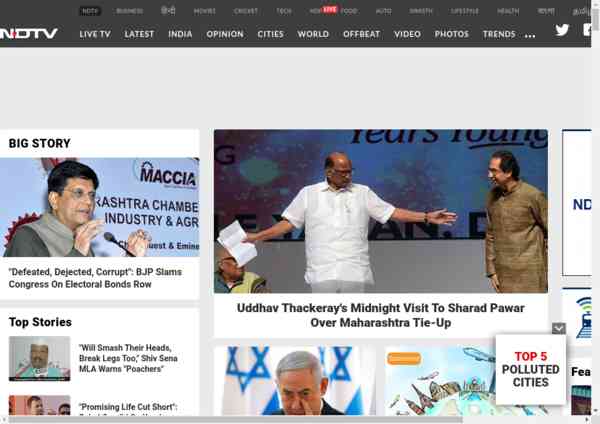 NDTV BUSINESS हिन्दी MOVIES CRICKET TECH HOP LIVE FOOD AUTO SWASTH LIFESTYLE HEALTH বাংলা
NDTV LIVE TV LATEST INDIA OPINION CITIES WORLD OFFBEAT VIDEO PHOTOS TRENDS ...
BIG STORY
MACCIA
RASHTRA CHAMBE
INDUSTRY & AGR
"Defeated, Dejected, Corrupt": BJP Slams
Congress On Electoral Bonds Row
Top Stories
"Will Smash Their Heads,
Break Legs Too," Shiv Sena
MLA Warns "Poachers"
"Promising Life Cut Short":
Years Young
Uddhav Thackeray's Midnight Visit To Sharad Pawar
Over Maharashtra Tie-Up
Sponsored
ND
TOP 5
POLLUTED
CITIES
Fea